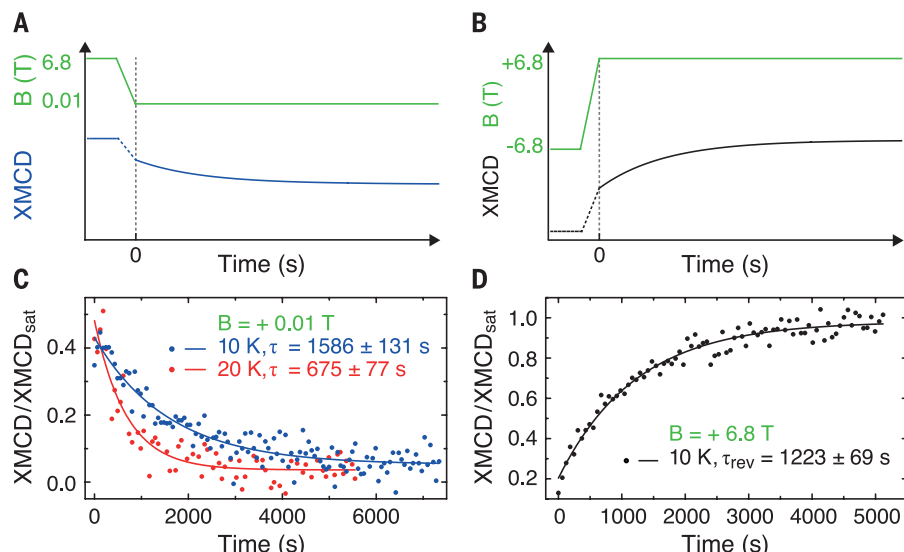 A
B (T)
6.8
0.01
XMCD
0
Time (s)
B
B (T)
+6.8
-6.8
XMCD
0
Time (s)
C
XMCD/XMCDsat
0.4
0.2
0.0
B = + 0.01 T
10 K, τ = 1586 ± 131 s
20 K, τ = 675 ± 77 s
0 2000 4000 6000
Time (s)
D
XMCD/XMCDsat
1.0
0.8
0.6
0.4
0.2
B = + 6.8 T
10 K, τrev = 1223 ± 69 s
0 1000 2000 3000 4000 5000
Time (s)